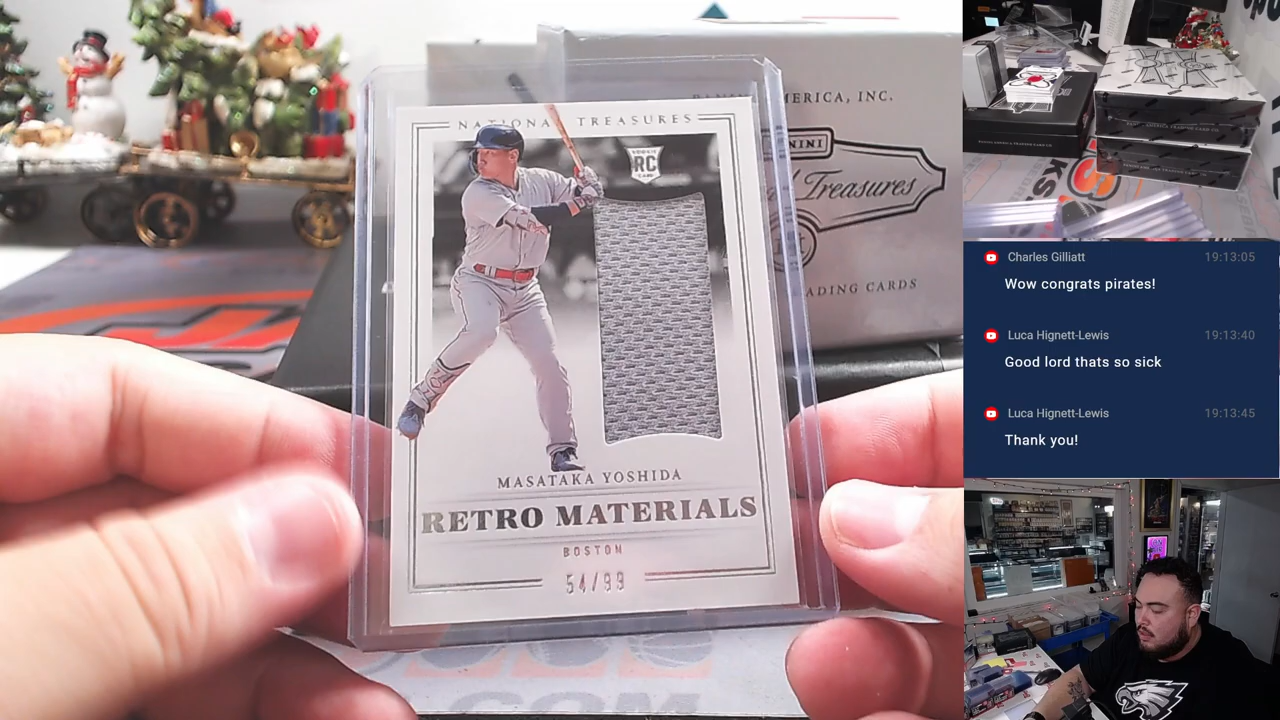 NATIONAL TREASURES
RC
MASATAKA YOSHIDA
RETRO MATERIALS
BOSTON
54/99
AMERICA, INC.
PANINI
Treasures
TRADING CARDS
.COM
Charles Gilliatt 19:13:05
Wow congrats pirates!
Luca Hignett-Lewis 19:13:40
Good lord thats so sick
Luca Hignett-Lewis 19:13:45
Thank you!